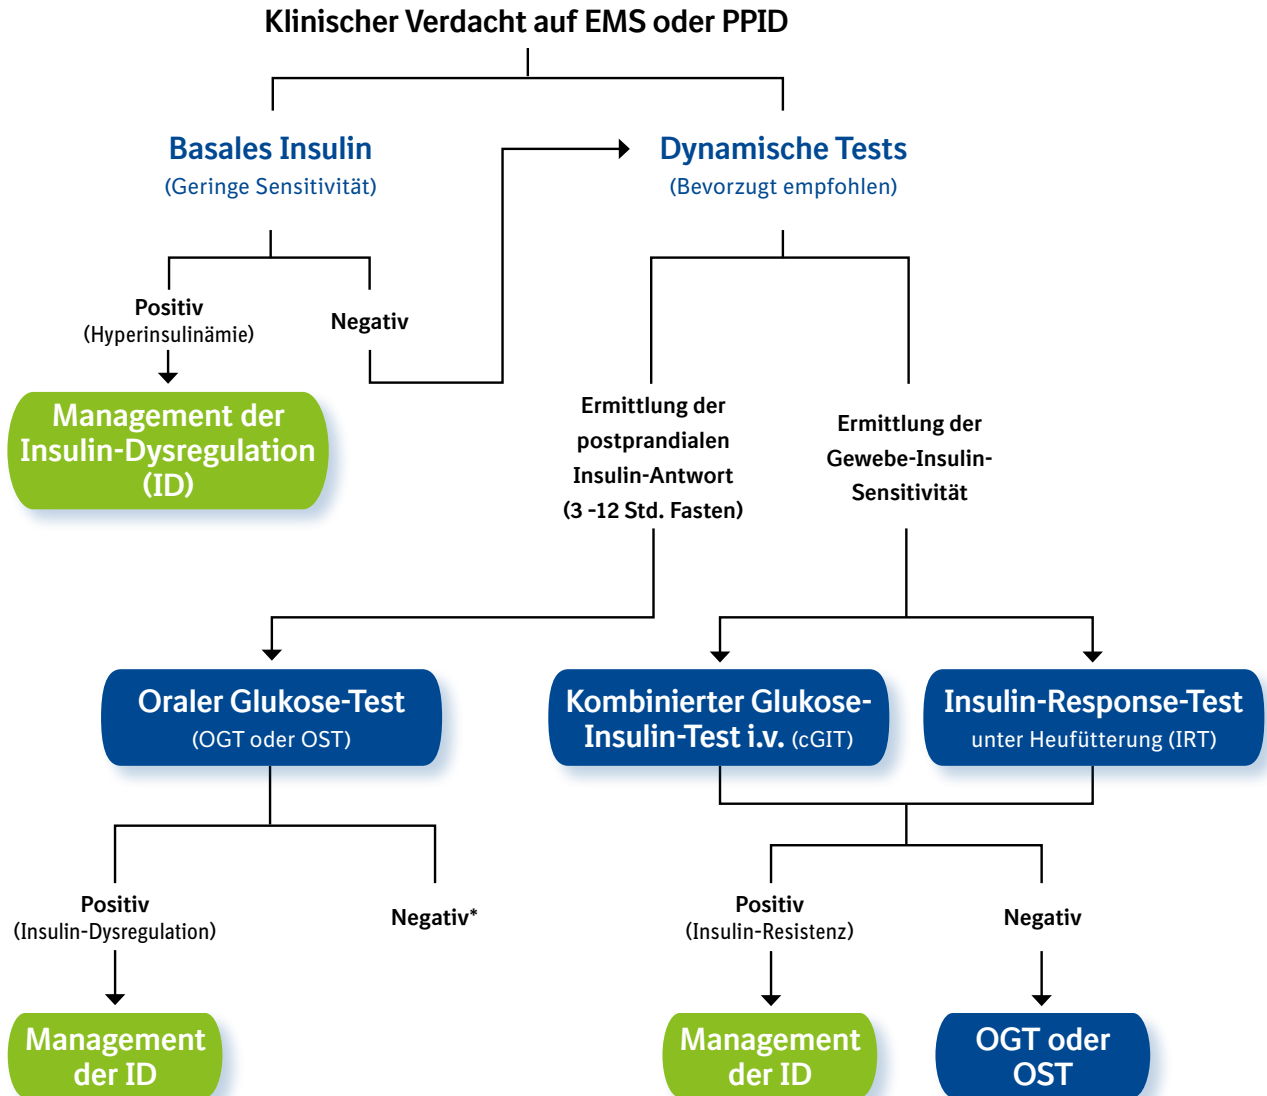 Klinischer Verdacht auf EMS oder PPID
Basales Insulin
(Geringe Sensitivität)
Dynamische Tests
(Bevorzugt empfohlen)
Positiv
(Hyperinsulinämie)
Negativ
Management der
Insulin-Dysregulation
(ID)
Ermittlung der
postprandialen
Insulin-Antwort
(3 -12 Std. Fasten)
Ermittlung der
Gewebe-Insulin-
Sensitivität
Oraler Glukose-Test
(OGT oder OST)
Kombinierter Glukose-
Insulin-Test i.v. (cGIT)
Insulin-Response-Test
unter Heufütterung (IRT)
Positiv
(Insulin-Dysregulation)
Negativ*
Positiv
(Insulin-Resistenz)
Negativ
Management
der ID
Management
der ID
OGT oder
OST